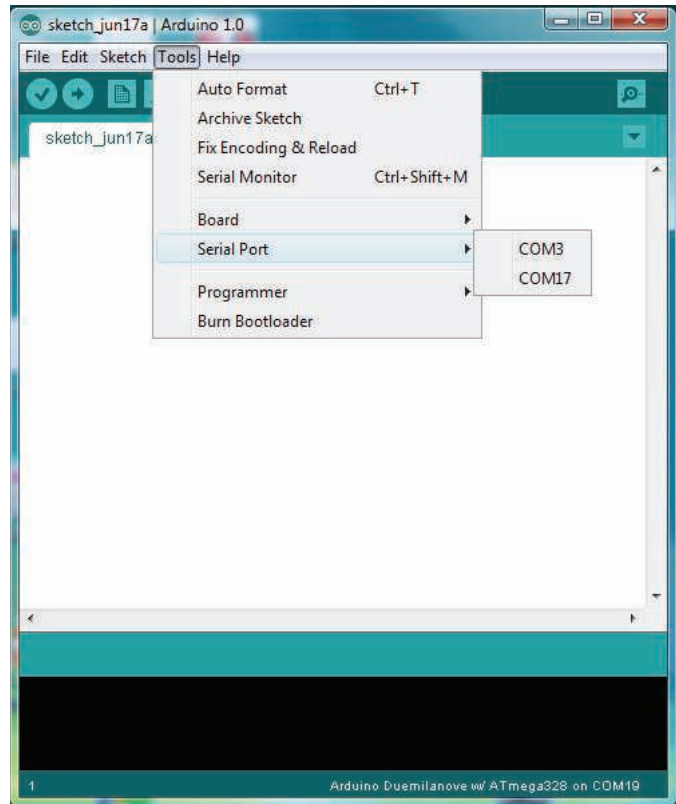 sketch_jun17a | Arduino 1.0
File Edit Sketch Tools Help
sketch_jun17a
Auto Format Ctrl+T
Archive Sketch
Fix Encoding & Reload
Serial Monitor Ctrl+Shift+M
Board
Serial Port
COM3
COM17
Programmer
Burn Bootloader
1 Arduino Duemilanove w/ ATmega328 on COM19